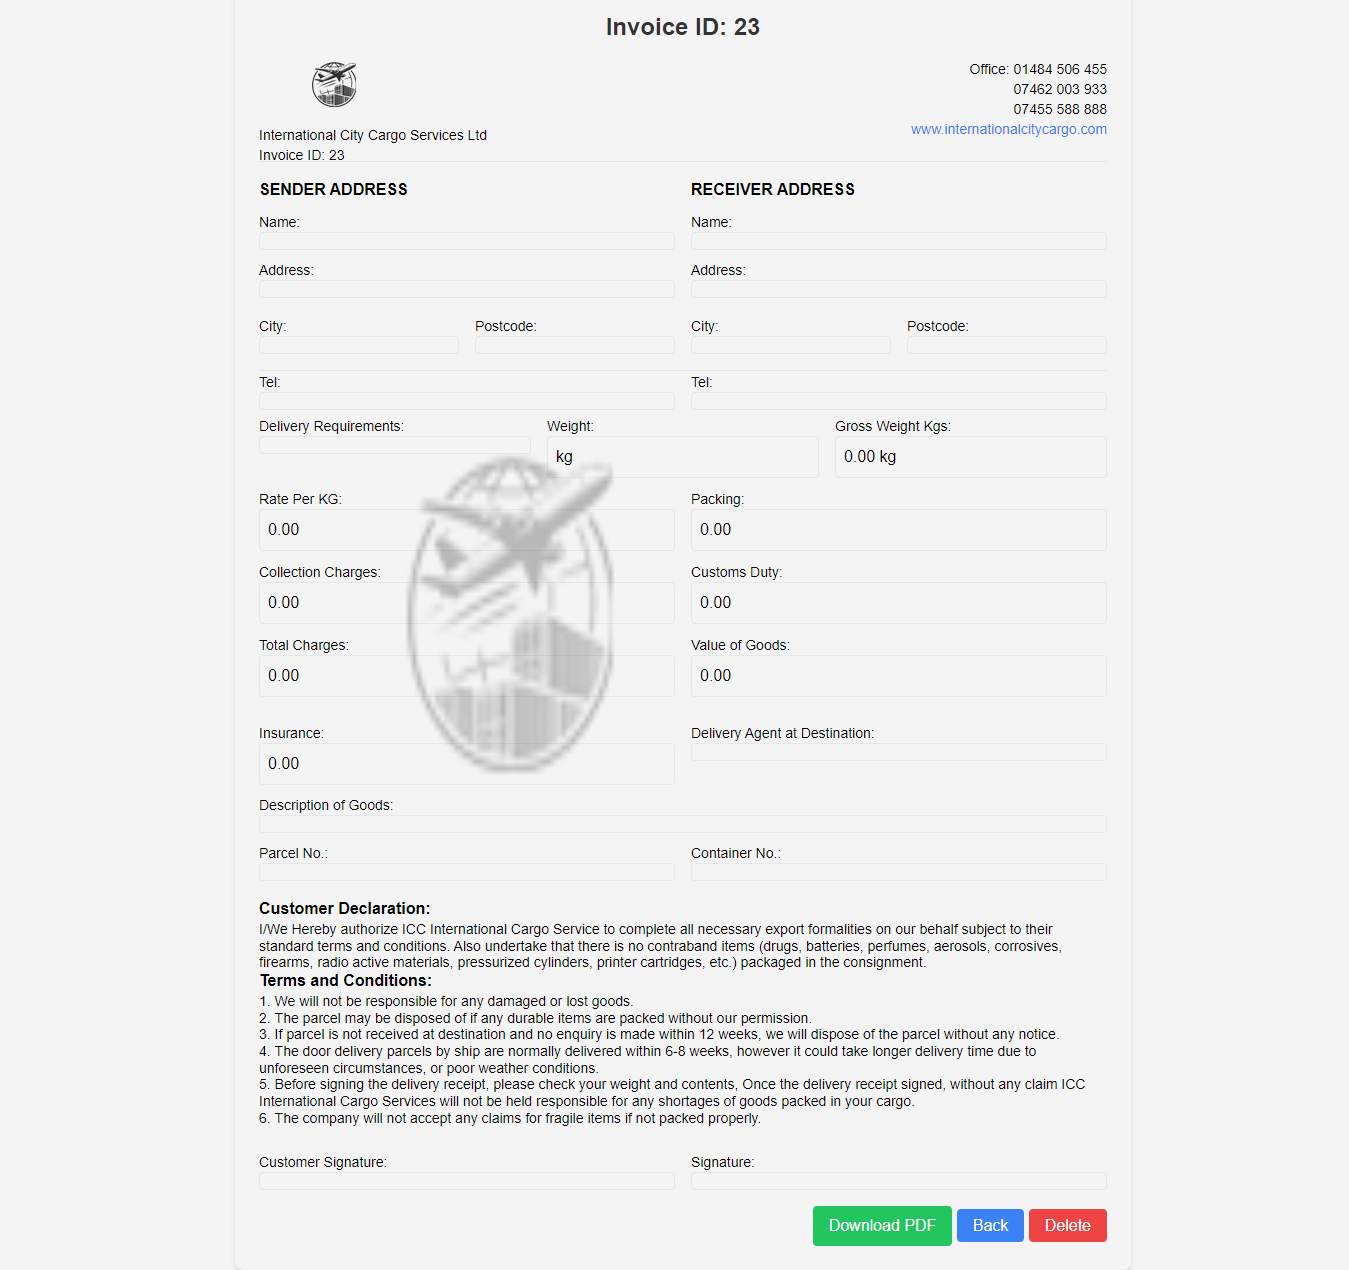 Invoice ID: 23
Office: 01484 506 455
07462 003 933
07455 588 888
www.internationalcitycargo.com
International City Cargo Services Ltd
Invoice ID: 23
SENDER ADDRESS
RECEIVER ADDRESS
Name:
Name:
Address:
Address:
City:
Postcode:
City:
Postcode:
Tel:
Tel:
Delivery Requirements:
Weight:
Gross Weight Kgs:
kg
0.00 kg
Rate Per KG:
Packing:
0.00
0.00
Collection Charges:
Customs Duty:
0.00
0.00
Total Charges:
Value of Goods:
0.00
0.00
Insurance:
Delivery Agent at Destination:
0.00
Description of Goods:
Parcel No.:
Container No.:
Customer Declaration:
I/We Hereby authorize ICC International Cargo Service to complete all necessary export formalities on our behalf subject to their
standard terms and conditions. Also undertake that there is no contraband items (drugs, batteries, perfumes, aerosols, corrosives,
firearms, radio active materials, pressurized cylinders, printer cartridges, etc.) packaged in the consignment.
Terms and Conditions:
1. We will not be responsible for any damaged or lost goods.
2. The parcel may be disposed of if any durable items are packed without our permission.
3. If parcel is not received at destination and no enquiry is made within 12 weeks, we will dispose of the parcel without any notice.
4. The door delivery parcels by ship are normally delivered within 6-8 weeks, however it could take longer delivery time due to
unforeseen circumstances, or poor weather conditions.
5. Before signing the delivery receipt, please check your weight and contents, Once the delivery receipt signed, without any claim ICC
International Cargo Services will not be held responsible for any shortages of goods packed in your cargo.
6. The company will not accept any claims for fragile items if not packed properly.
Customer Signature:
Signature:
Download PDF
Back
Delete